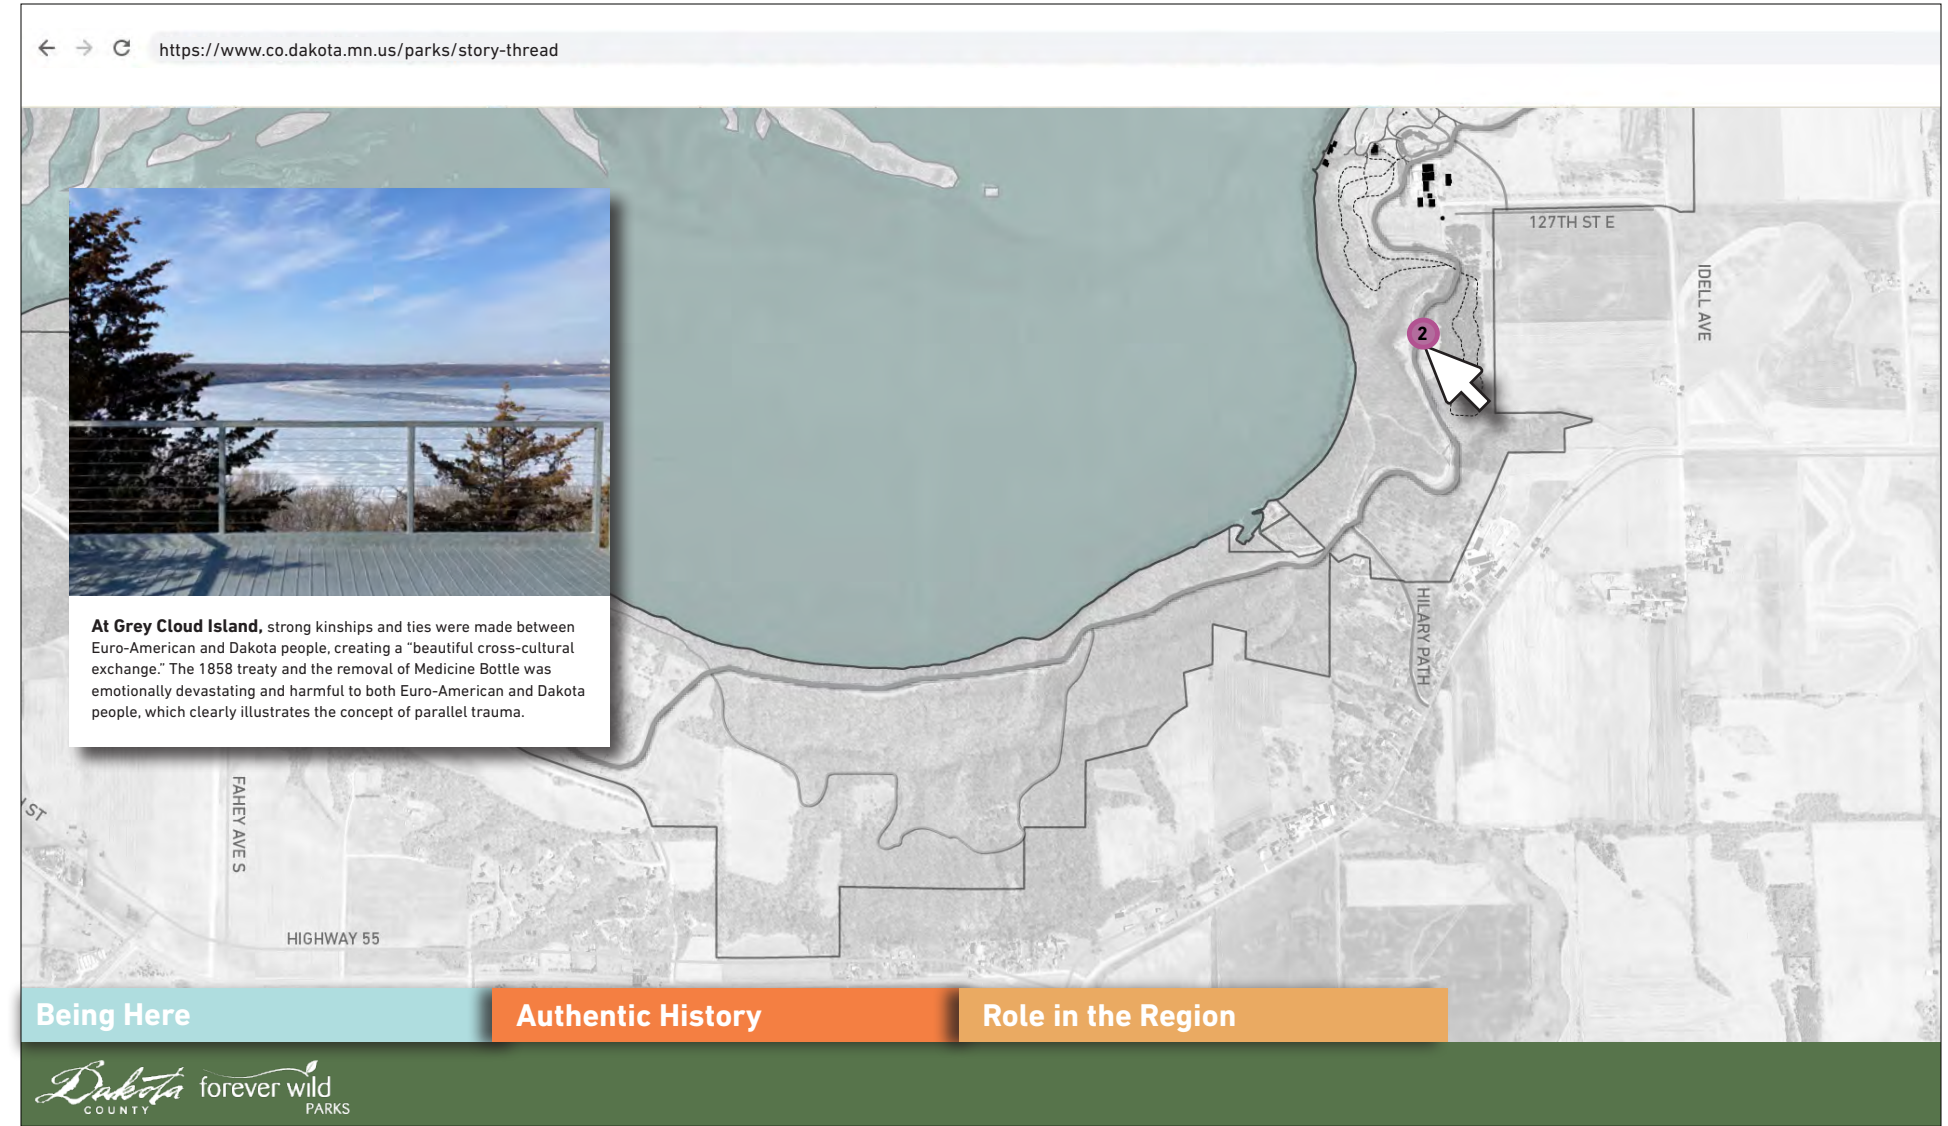 https://www.co.dakota.mn.us/parks/story-thread
127TH ST E
IDELL AVE
2
At Grey Cloud Island, strong kinships and ties were made between
Euro-American and Dakota people, creating a “beautiful cross-cultural
exchange.” The 1858 treaty and the removal of Medicine Bottle was
emotionally devastating and harmful to both Euro-American and Dakota
people, which clearly illustrates the concept of parallel trauma.
HILARY PATH
ST
FAHEY AVE S
HIGHWAY 55
Being Here
Authentic History
Role in the Region
Dakota
COUNTY
forever wild
PARKS